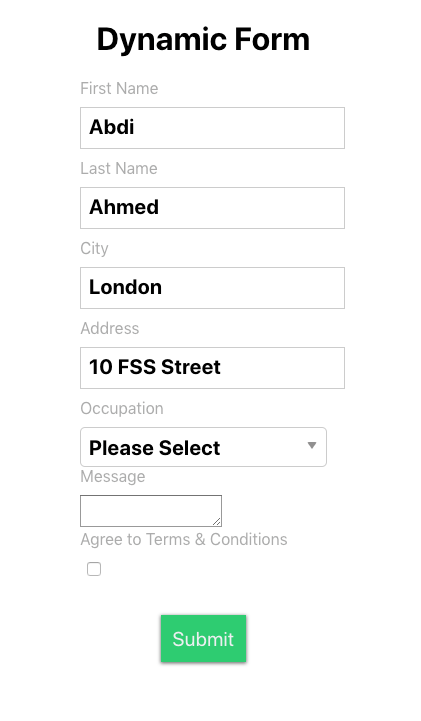 Dynamic Form
First Name
Abdi
Last Name
Ahmed
City
London
Address
10 FSS Street
Occupation
Please Select
Message
Agree to Terms & Conditions
Submit